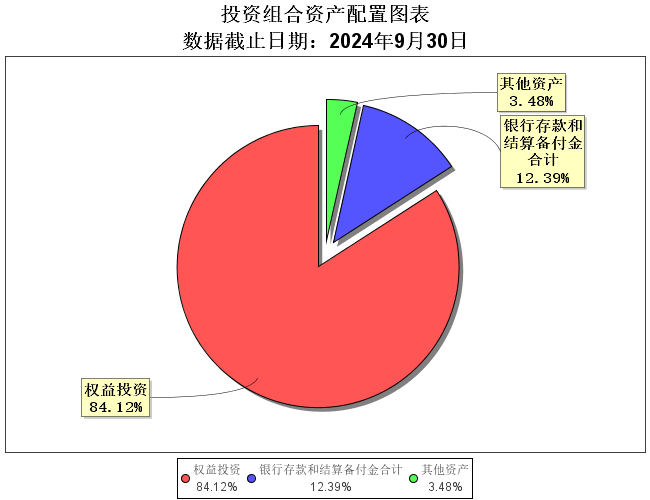 投资组合资产配置图表
数据截止日期：2024年9月30日
其他资产
3.48%
银行存款和
结算备付金
合计
12.39%
权益投资
84.12%
权益投资 银行存款和结算备付金合计 其他资产
84.12% 12.39% 3.48%